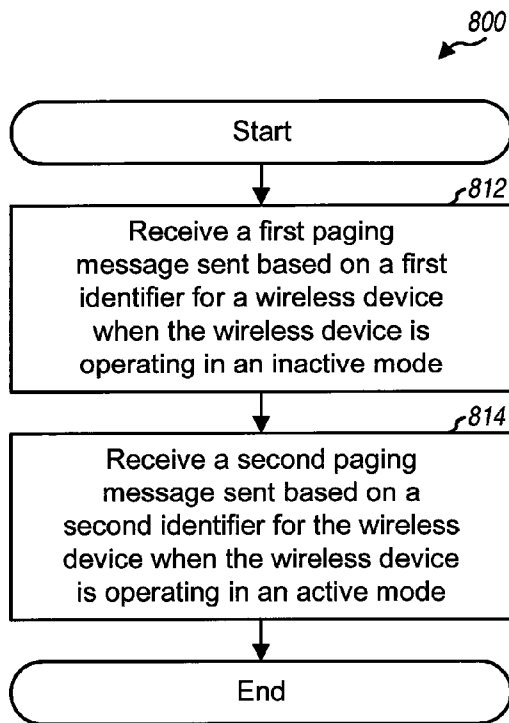 800
Start
812
Receive a first paging
message sent based on a first
identifier for a wireless device
when the wireless device is
operating in an inactive mode
814
Receive a second paging
message sent based on a
second identifier for the wireless
device when the wireless device
is operating in an active mode
End